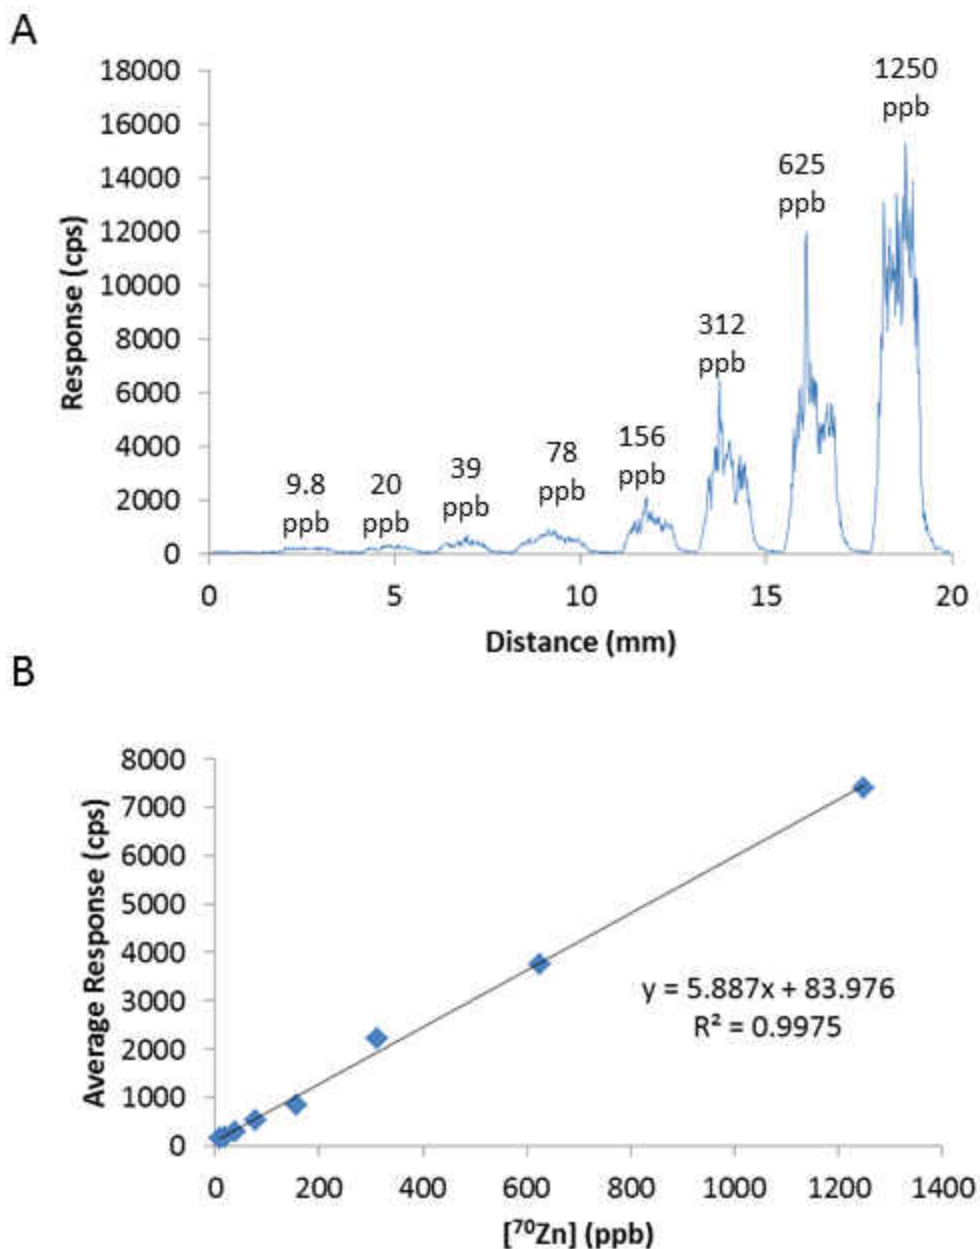 A
18000
16000
14000
12000
10000
8000
6000
4000
2000
0
Response (cps)
9.8
ppb
20
ppb
39
ppb
78
ppb
156
ppb
312
ppb
625
ppb
1250
ppb
0 5 10 15 20
Distance (mm)
B
8000
7000
6000
5000
4000
3000
2000
1000
0
Average Response (cps)
y = 5.887x + 83.976
R² = 0.9975
0 200 400 600 800 1000 1200 1400
[⁷⁰Zn] (ppb)